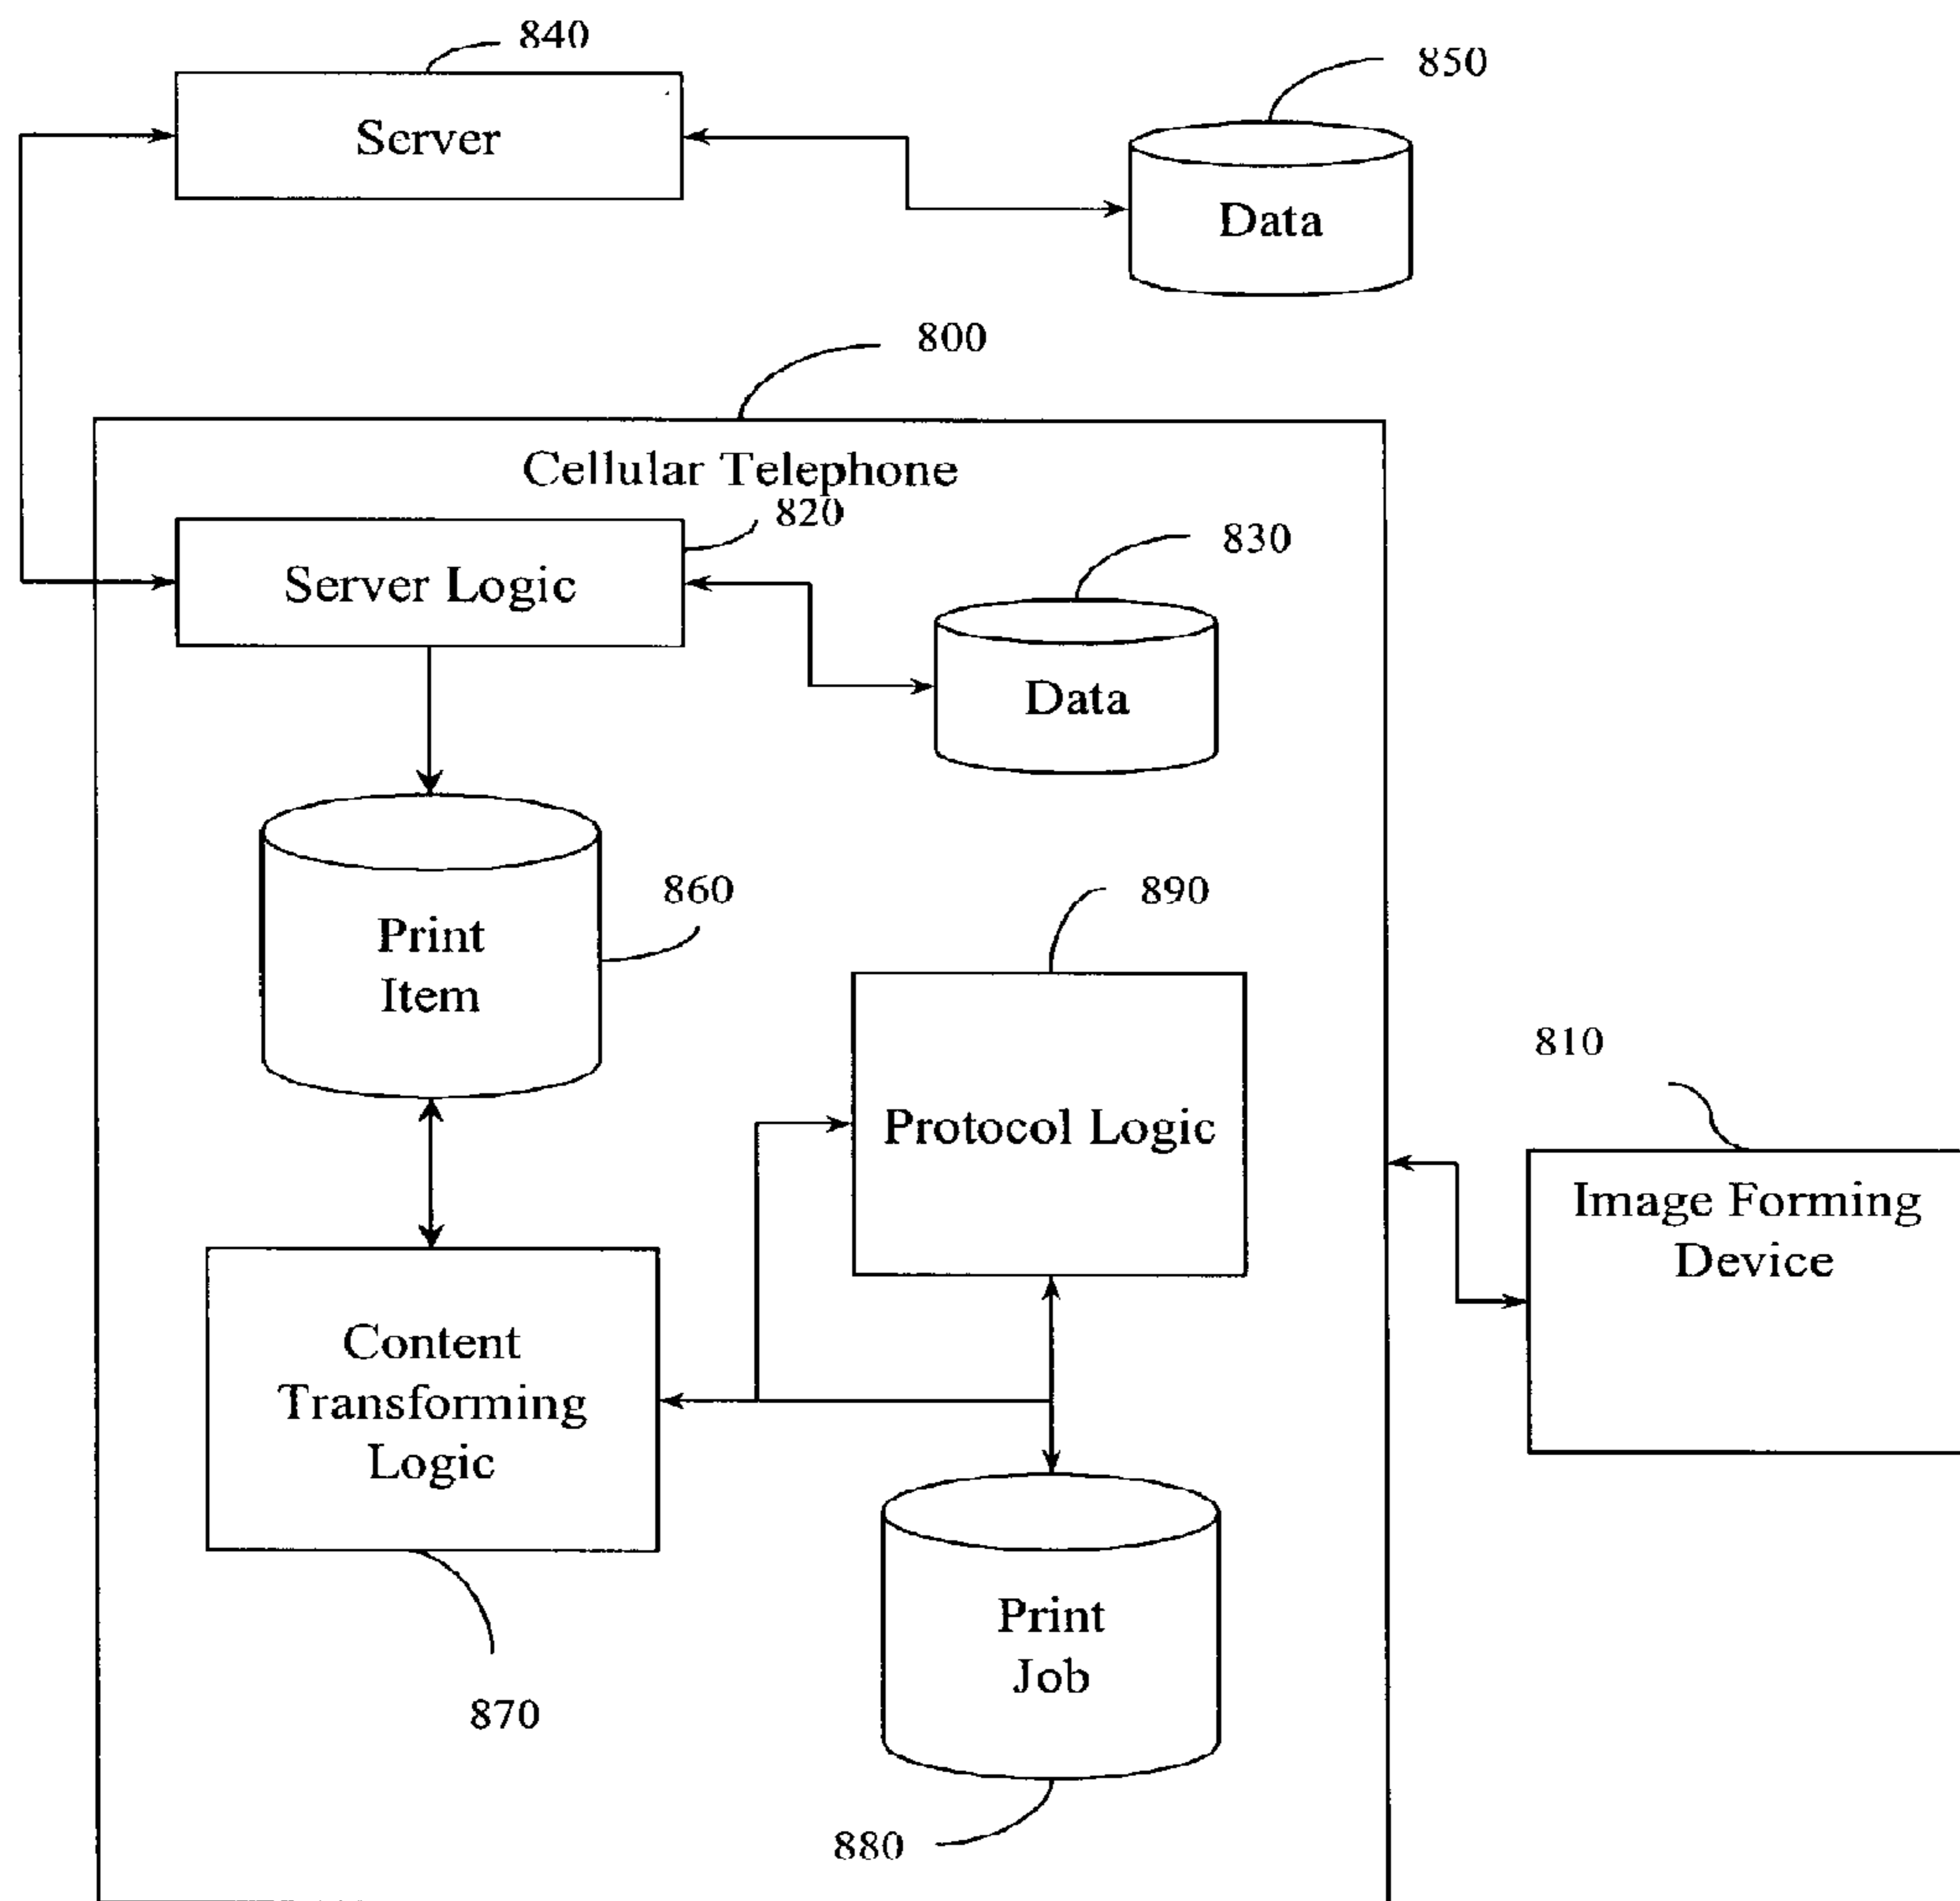 840
Server
850
Data
800
Cellular Telephone
820
Server Logic
830
Data
860
Print
Item
890
Protocol Logic
810
Image Forming
Device
Content
Transforming
Logic
870
Print
Job
880